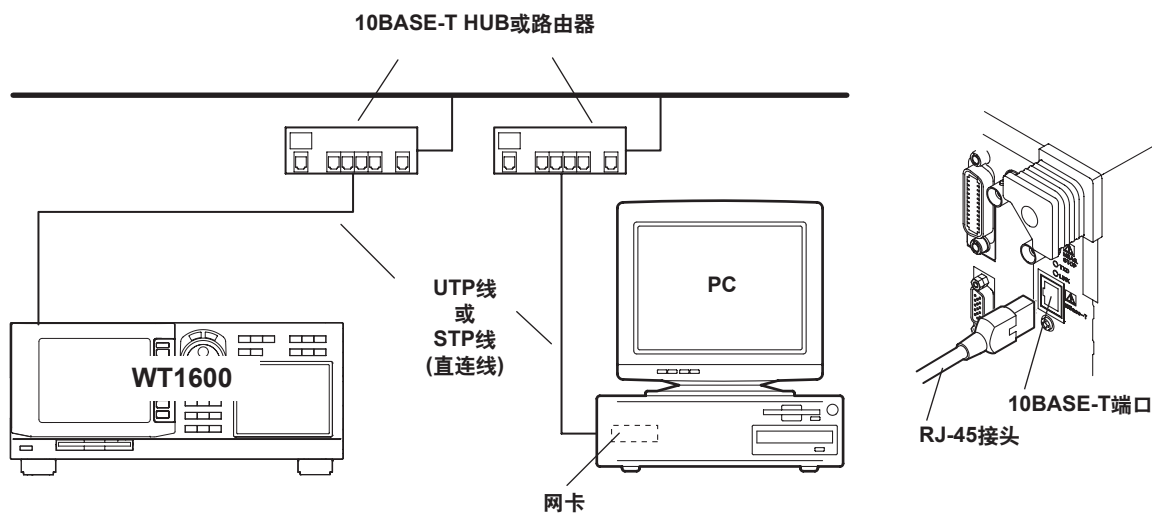 10BASE-T HUB或路由器
UTP线
或
STP线
(直连线)
PC
WT1600
网卡
10BASE-T端口
RJ-45接头
LINK